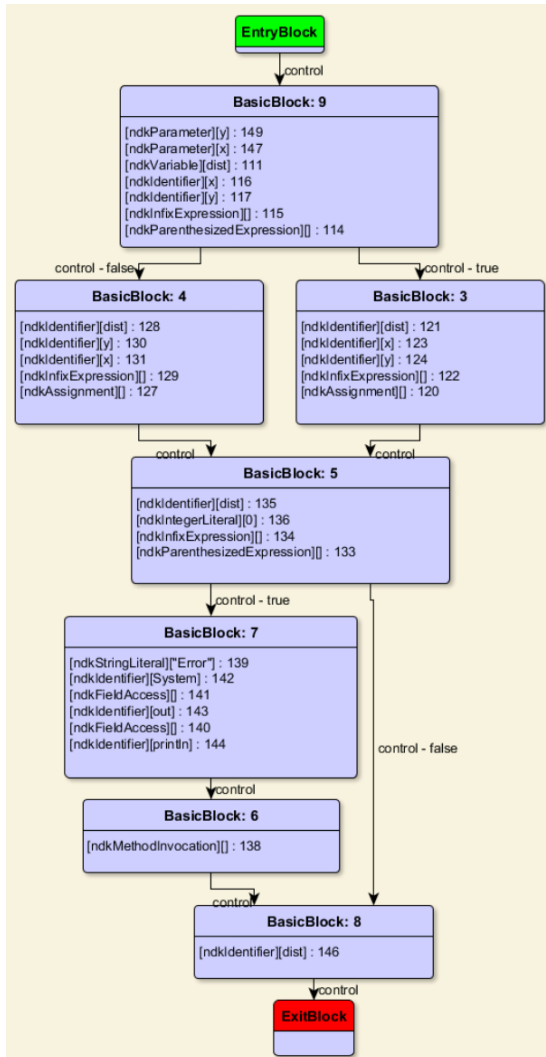 EntryBlock
control
BasicBlock: 9
[ndkParameter][y] : 149
[ndkParameter][x] : 147
[ndkVariable][dist] : 111
[ndkIdentifier][x] : 116
[ndkIdentifier][y] : 117
[ndkInfixExpression][] : 115
[ndkParenthesizedExpression][] : 114
control - false
control - true
BasicBlock: 4
[ndkIdentifier][dist] : 128
[ndkIdentifier][y] : 130
[ndkIdentifier][x] : 131
[ndkInfixExpression][] : 129
[ndkAssignment][] : 127
BasicBlock: 3
[ndkIdentifier][dist] : 121
[ndkIdentifier][x] : 123
[ndkIdentifier][y] : 124
[ndkInfixExpression][] : 122
[ndkAssignment][] : 120
control
control
BasicBlock: 5
[ndkIdentifier][dist] : 135
[ndkIntegerLiteral][0] : 136
[ndkInfixExpression][] : 134
[ndkParenthesizedExpression][] : 133
control - true
BasicBlock: 7
[ndkStringLiteral]["Error"] : 139
[ndkIdentifier][System] : 142
[ndkFieldAccess][] : 141
[ndkIdentifier][out] : 143
[ndkFieldAccess][] : 140
[ndkIdentifier][println] : 144
control - false
control
BasicBlock: 6
[ndkMethodInvocation][] : 138
control
BasicBlock: 8
[ndkIdentifier][dist] : 146
control
ExitBlock